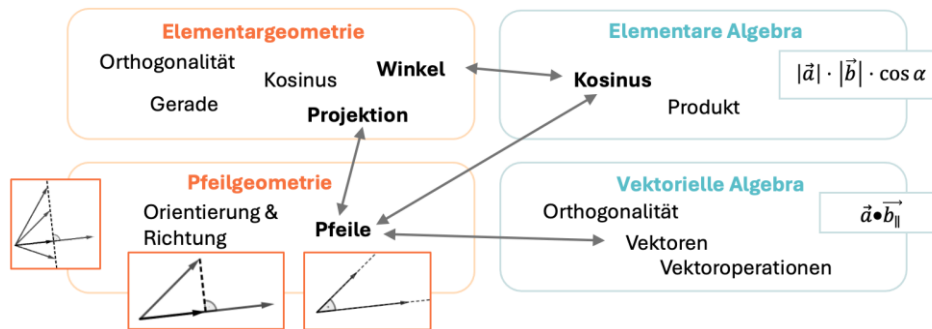 Elementargeometrie
Orthogonalität
Kosinus
Winkel
Gerade
Projektion
Elementare Algebra
Kosinus
Produkt
|a⃗| · |b⃗| · cos α
Pfeilgeometrie
Orientierung &
Richtung
Pfeile
Vektorielle Algebra
Orthogonalität
Vektoren
Vektoroperationen
a⃗•b⃗∥